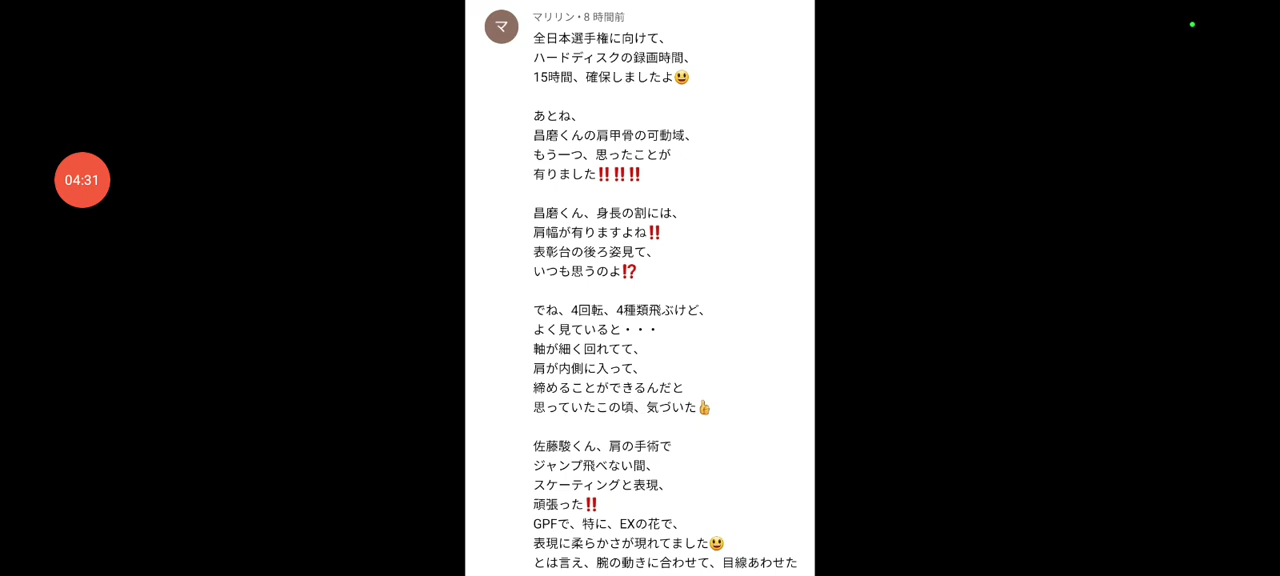 マ
マリリン • 8 時間前
全日本選手権に向けて、
ハードディスクの録画時間、
15時間、確保しましたよ😃
あとね、
昌磨くんの肩甲骨の可動域、
もう一つ、思ったことが
有りました‼️‼️‼️
昌磨くん、身長の割には、
肩幅が有りますよね‼️
表彰台の後ろ姿見て、
いつも思うのよ⁉️
でね、4回転、4種類飛ぶけど、
よく見ていると・・・
軸が細く回れてて、
肩が内側に入って、
締めることができるんだと
思っていたこの頃、気づいた👍
佐藤駿くん、肩の手術で
ジャンプ飛べない間、
スケーティングと表現、
頑張った‼️
GPFで、特に、EXの花で、
表現に柔らかさが現れてました😃
とは言え、腕の動きに合わせて、目線あわせた
04:31